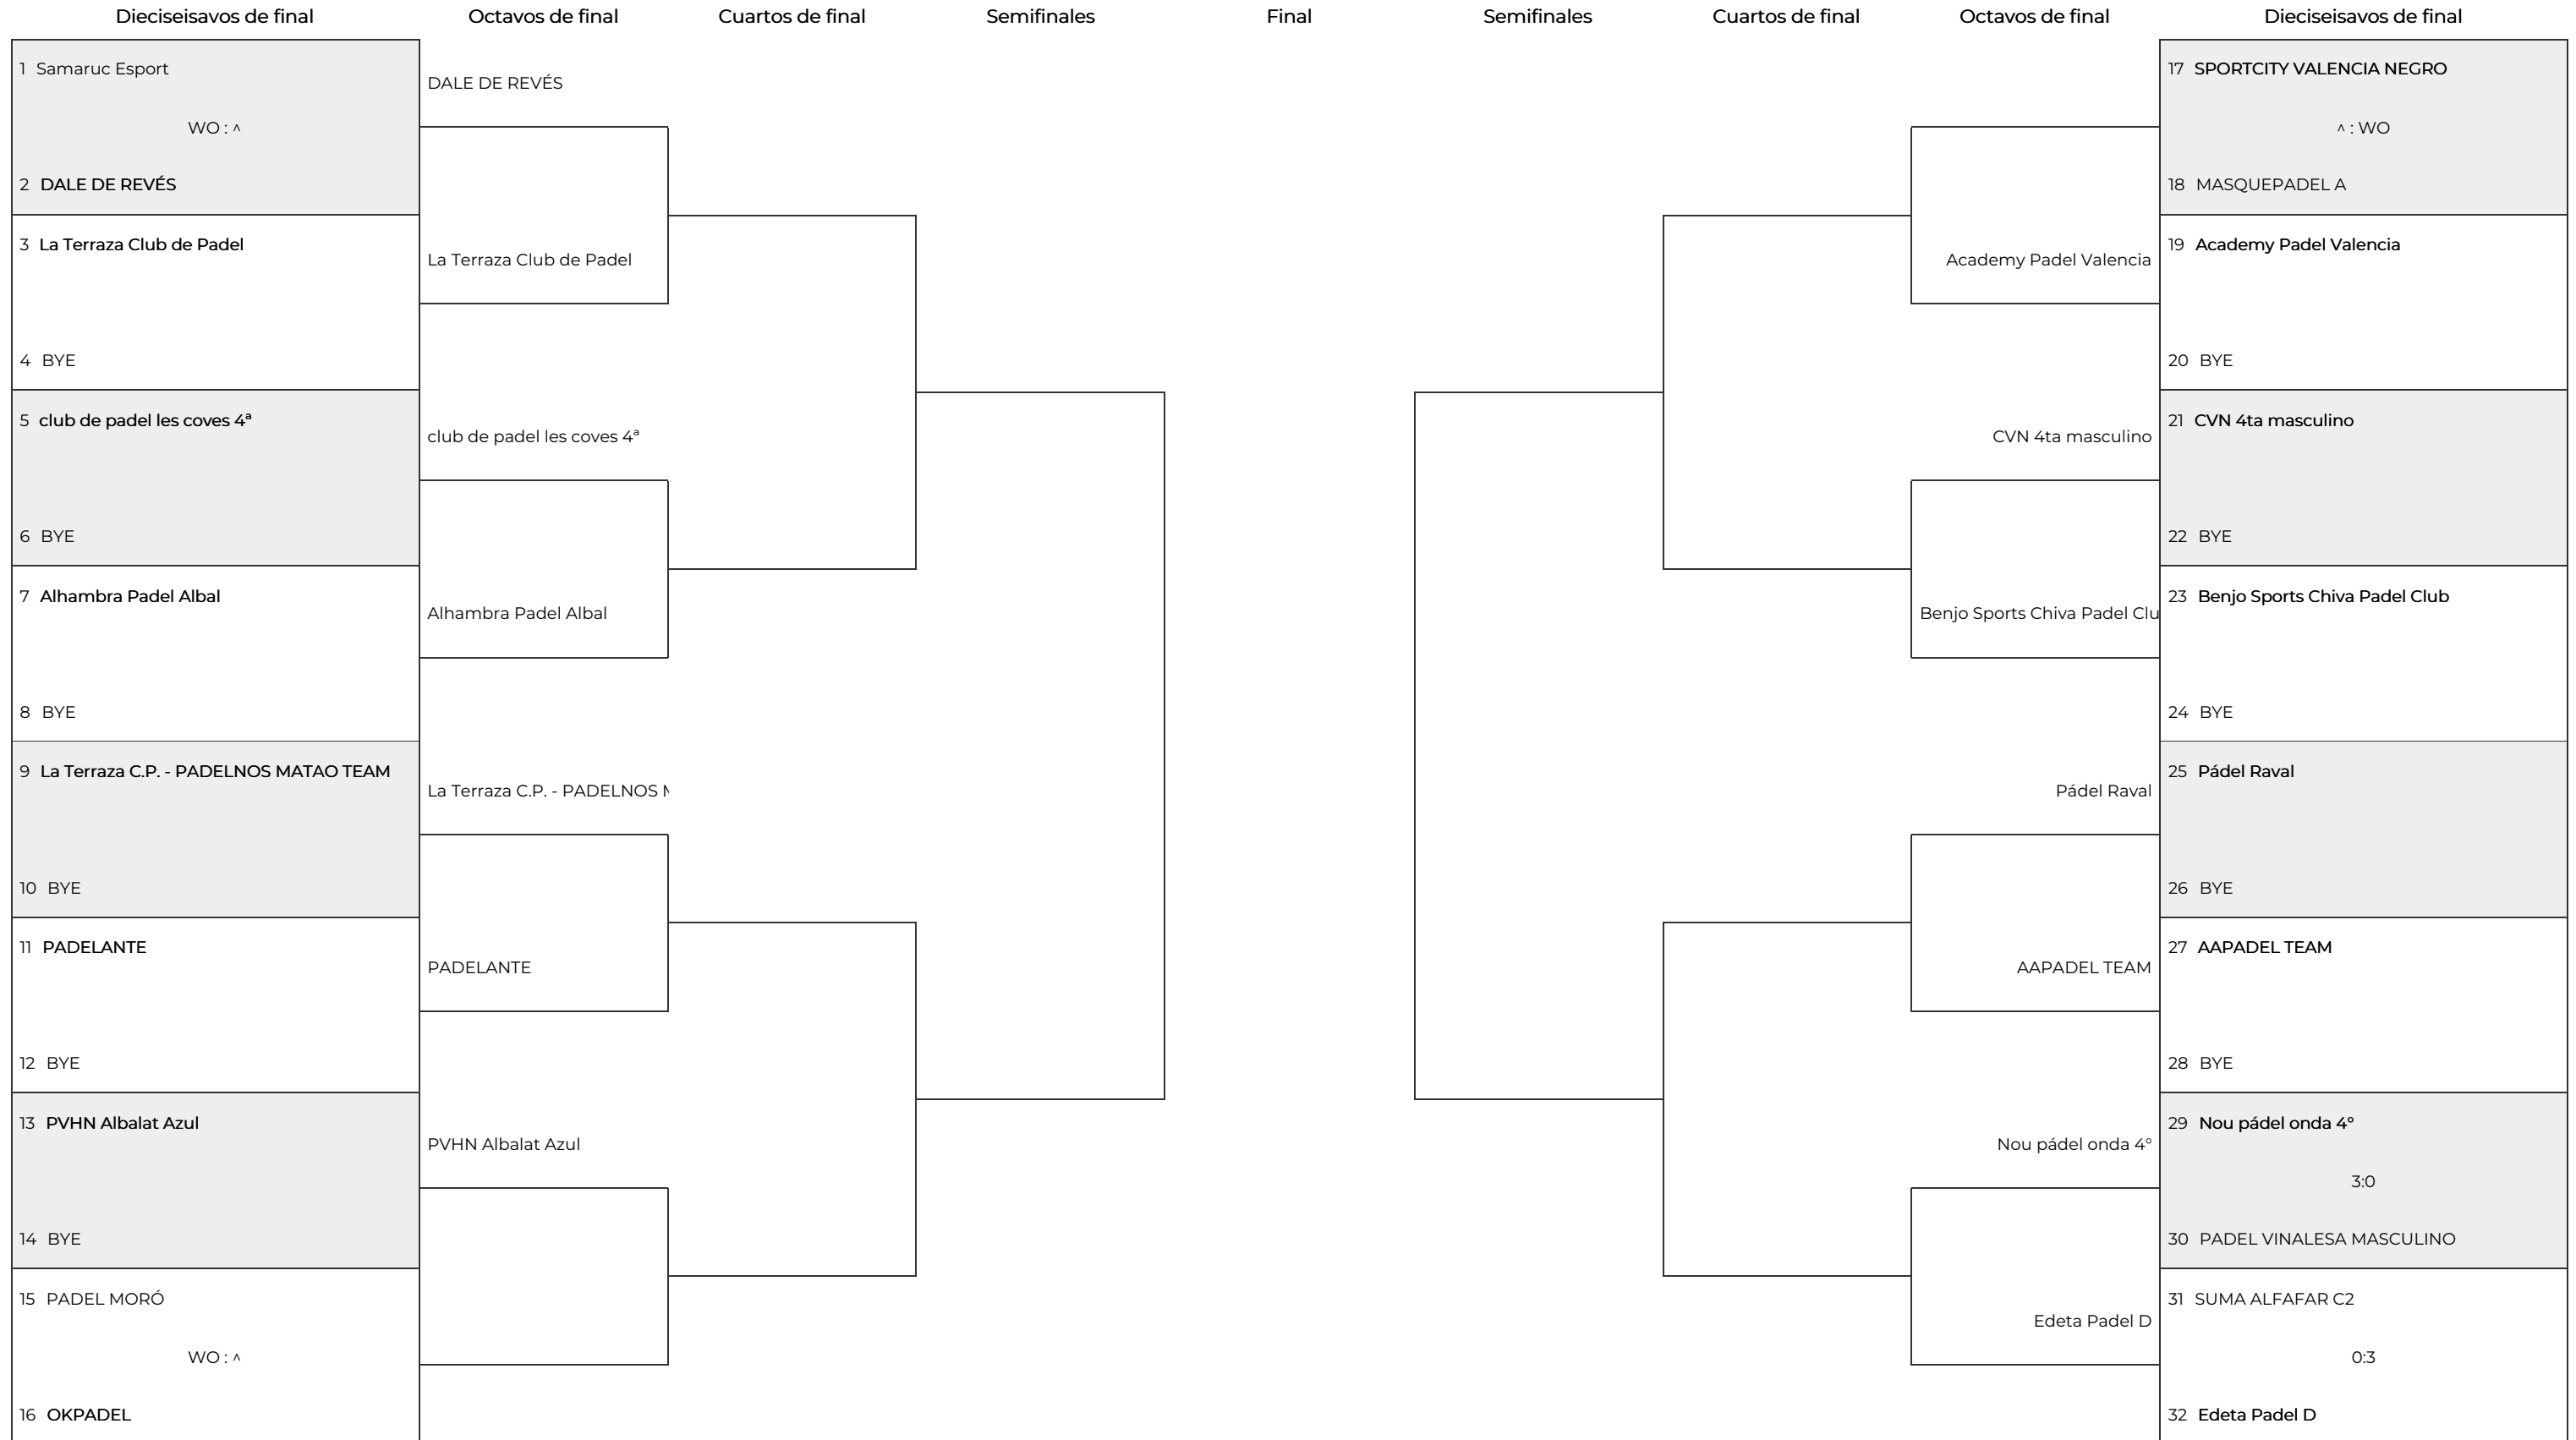 Dieciseisavos de final
Octavos de final
Cuartos de final
Semifinales
Final
Semifinales
Cuartos de final
Octavos de final
Dieciseisavos de final
1 Samaruc Esport
WO : ^
2 DALE DE REVÉS
3 La Terraza Club de Padel
4 BYE
5 club de padel les coves 4ª
6 BYE
7 Alhambra Padel Albal
8 BYE
9 La Terraza C.P. - PADELNOS MATAO TEAM
10 BYE
11 PADELANTE
12 BYE
13 PVHN Albalat Azul
14 BYE
15 PADEL MORÓ
WO : ^
16 OKPADEL
DALE DE REVÉS
La Terraza Club de Padel
club de padel les coves 4ª
Alhambra Padel Albal
La Terraza C.P. - PADELNOS
PADELANTE
PVHN Albalat Azul
Academy Padel Valencia
CVN 4ta masculino
Benjo Sports Chiva Padel Clu
Pádel Raval
AAPADEL TEAM
Nou pádel onda 4º
Edeta Padel D
17 SPORTCITY VALENCIA NEGRO
^ : WO
18 MASQUEPADEL A
19 Academy Padel Valencia
20 BYE
21 CVN 4ta masculino
22 BYE
23 Benjo Sports Chiva Padel Club
24 BYE
25 Pádel Raval
26 BYE
27 AAPADEL TEAM
28 BYE
29 Nou pádel onda 4º
3:0
30 PADEL VINALESA MASCULINO
31 SUMA ALFAFAR C2
0:3
32 Edeta Padel D